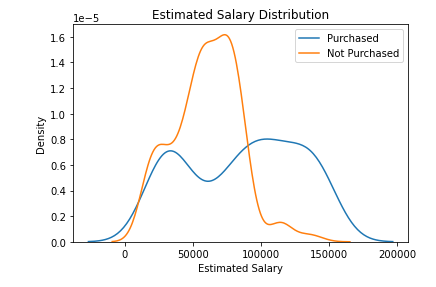 Estimated Salary Distribution
1e−5
Purchased
Not Purchased
1.6
1.4
1.2
1.0
0.8
0.6
0.4
0.2
0.0
Density
0
50000
100000
150000
200000
Estimated Salary